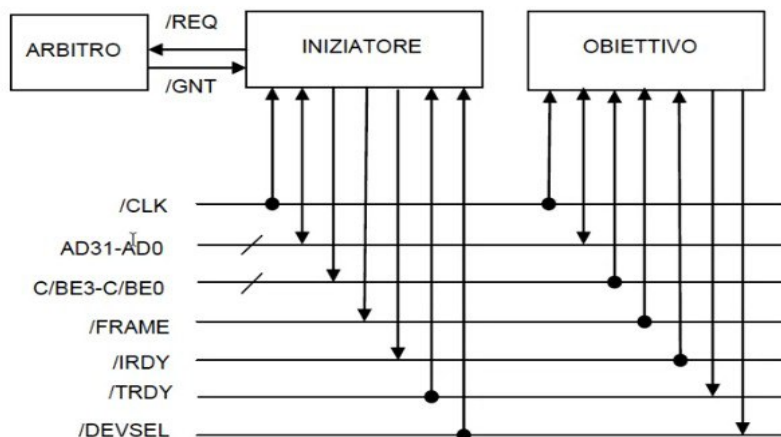 /REQ
ARBITRO
INIZIATORE
OBIETTIVO
/GNT
/CLK
AD31-AD0
C/BE3-C/BE0
/FRAME
/IRDY
/TRDY
/DEVSEL